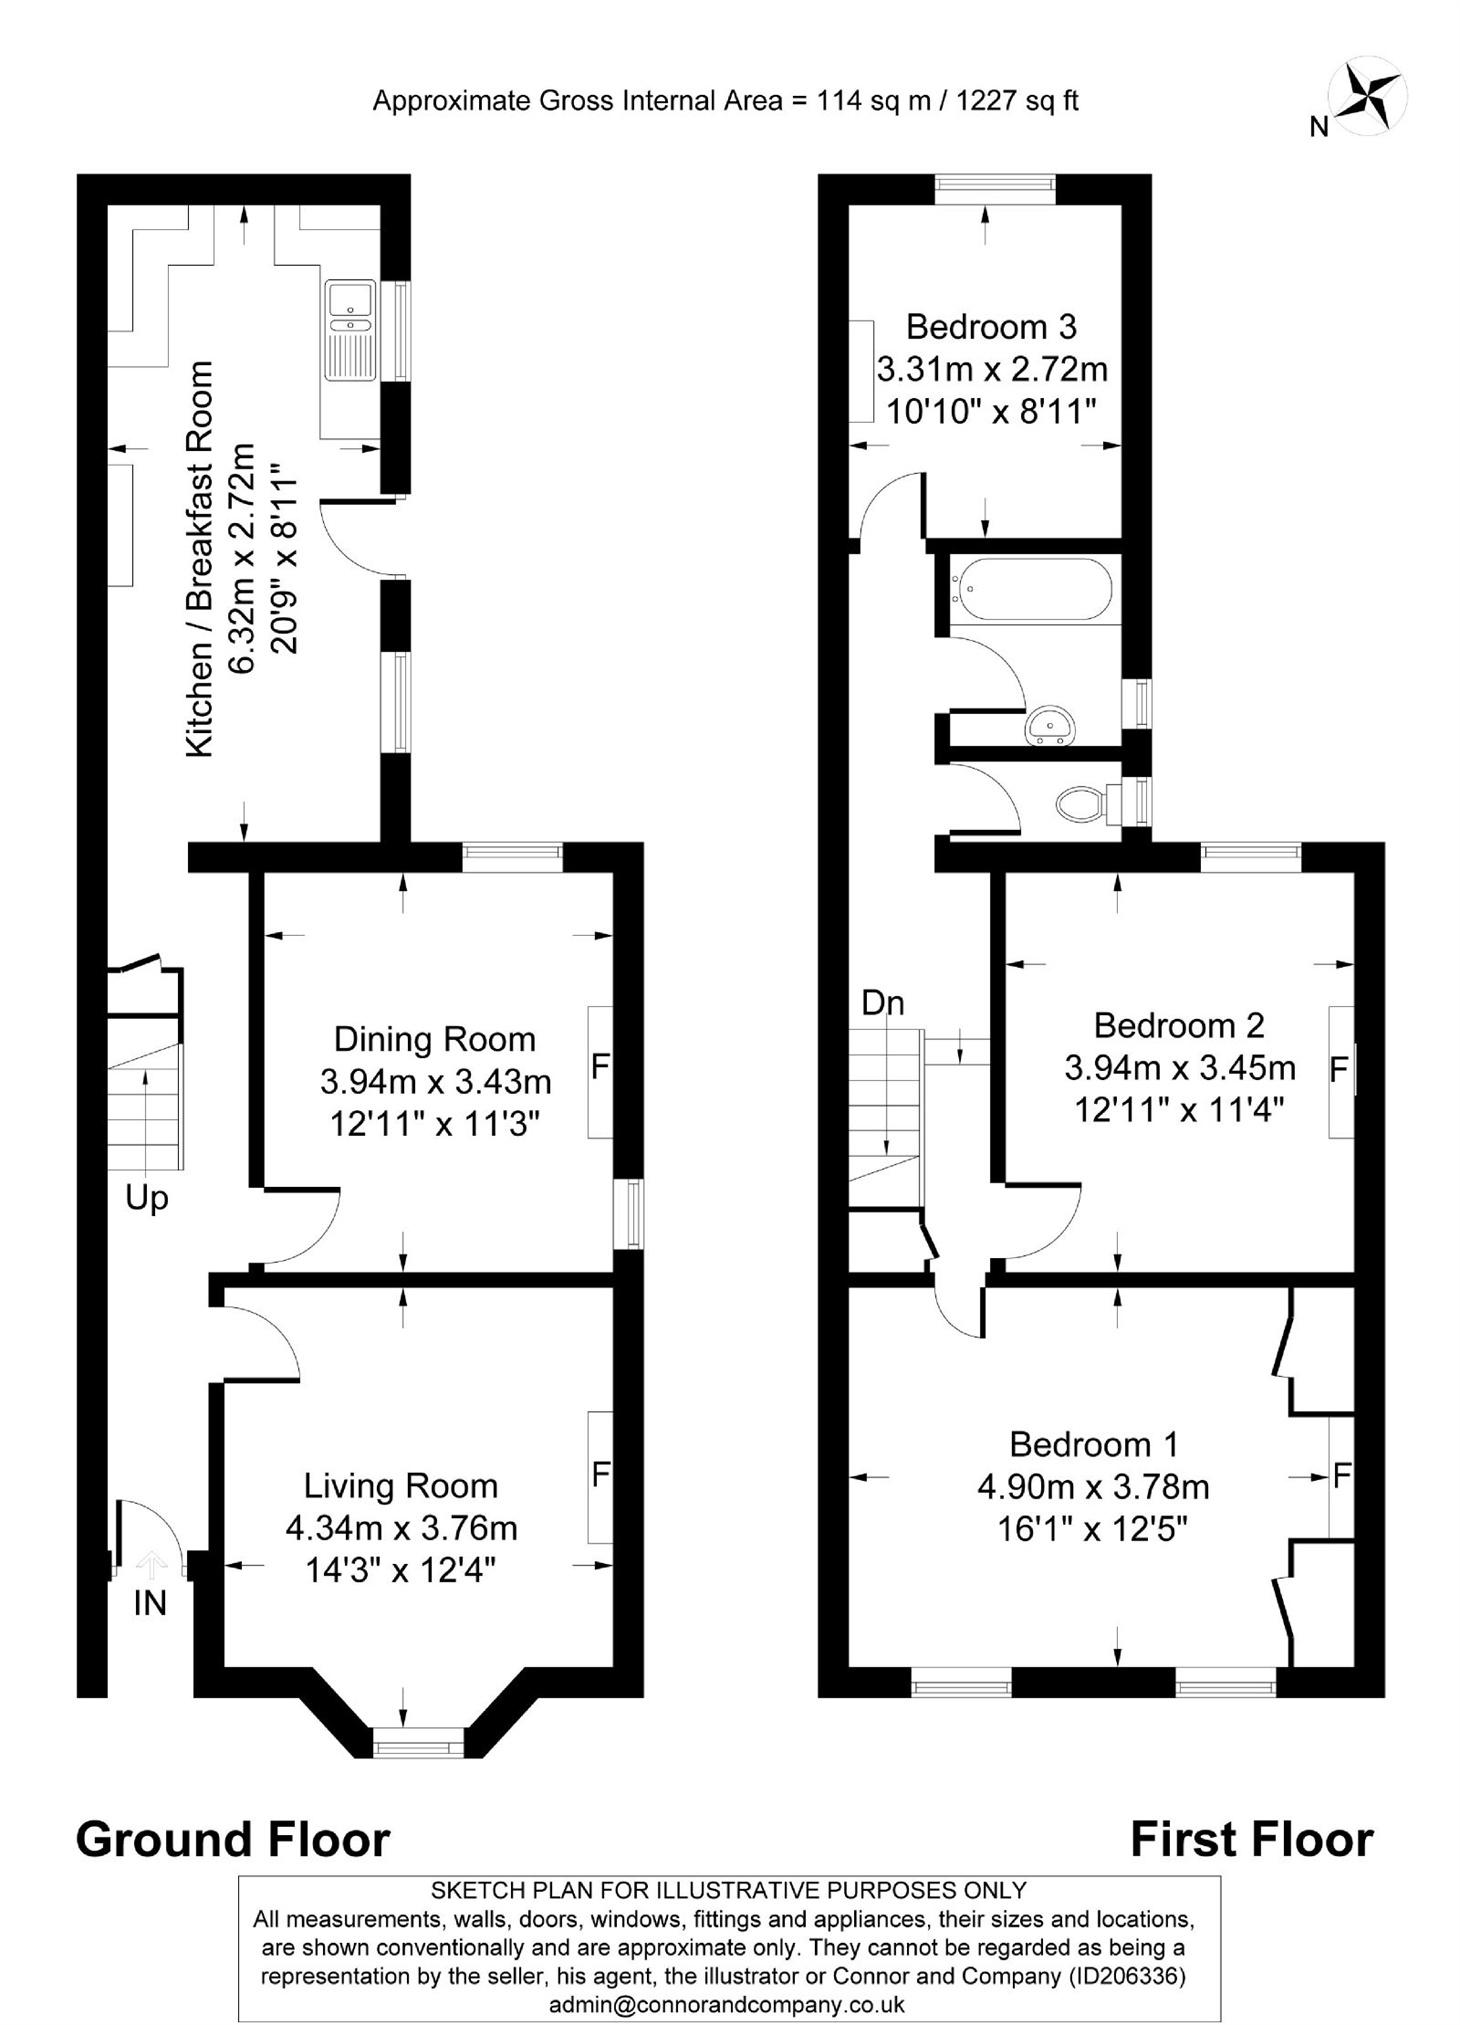 Approximate Gross Internal Area = 114 sq m / 1227 sq ft
N
Kitchen / Breakfast Room
6.32m x 2.72m
20'9" x 8'11"
Dining Room
3.94m x 3.43m
12'11" x 11'3"
F
Up
Living Room
4.34m x 3.76m
14'3" x 12'4"
F
IN
Ground Floor
Bedroom 3
3.31m x 2.72m
10'10" x 8'11"
Dn
Bedroom 2
3.94m x 3.45m
12'11" x 11'4"
F
Bedroom 1
4.90m x 3.78m
16'1" x 12'5"
F
First Floor
SKETCH PLAN FOR ILLUSTRATIVE PURPOSES ONLY
All measurements, walls, doors, windows, fittings and appliances, their sizes and locations,
are shown conventionally and are approximate only. They cannot be regarded as being a
representation by the seller, his agent, the illustrator or Connor and Company (ID206336)
admin@connorandcompany.co.uk